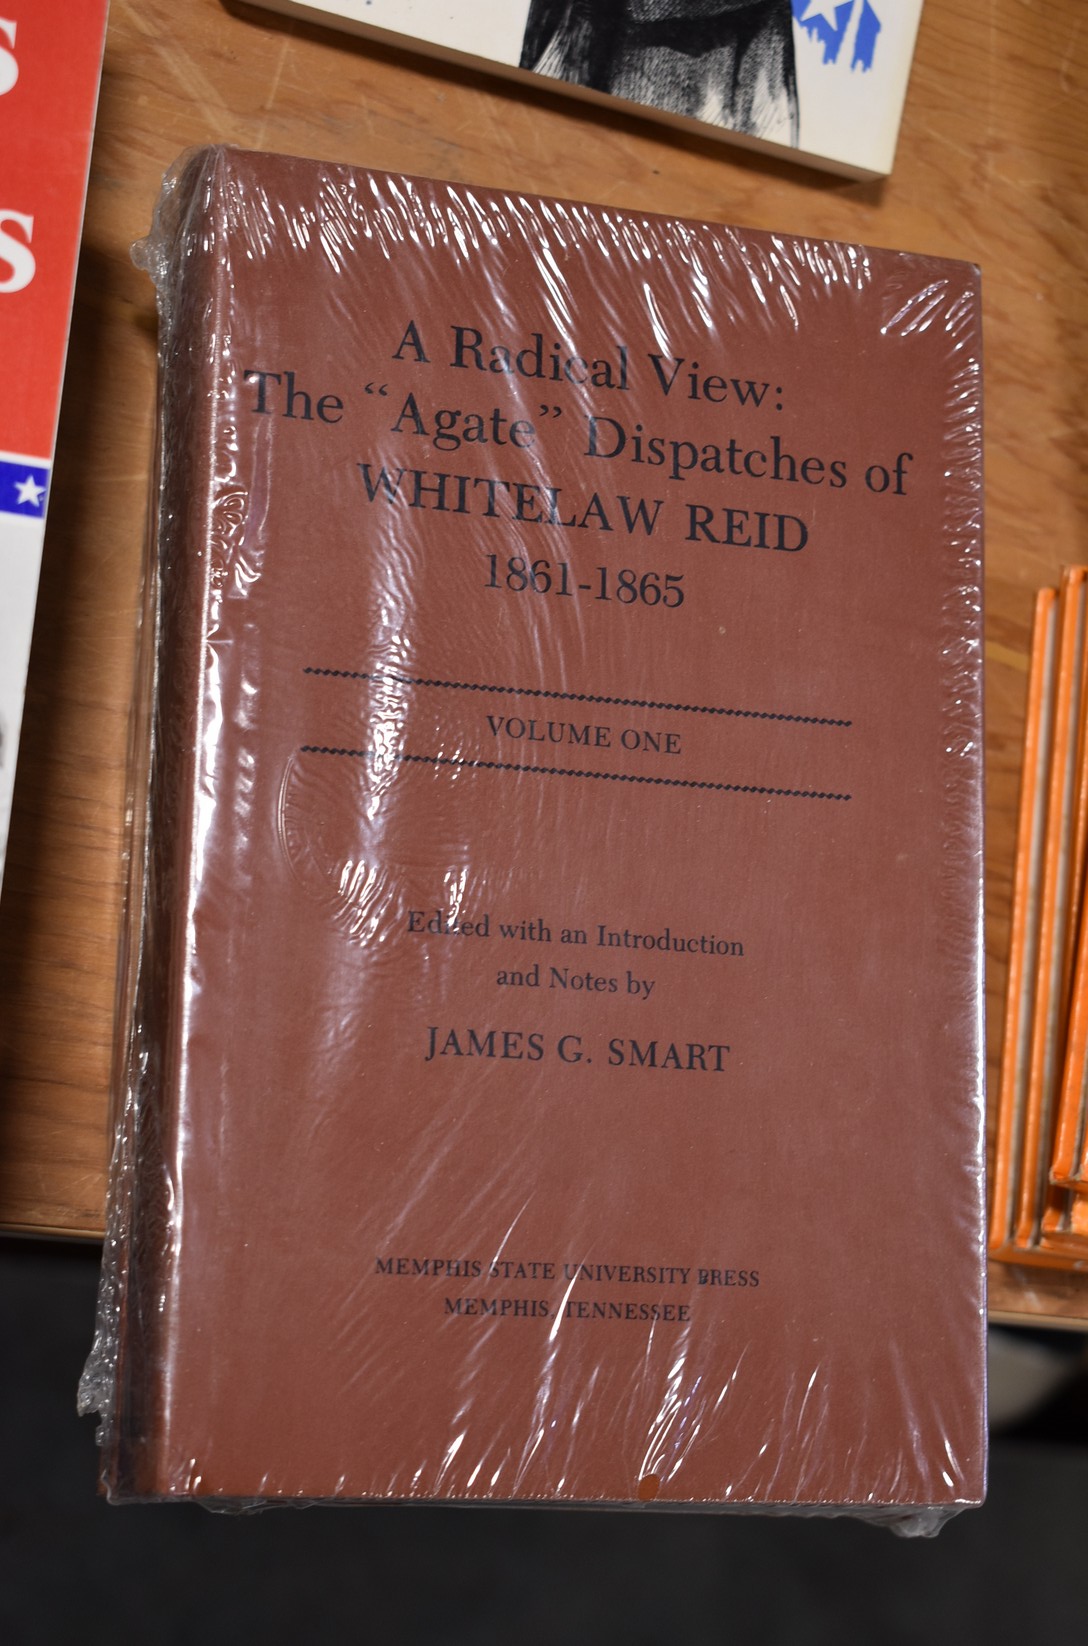 S
S
A Radical View:
The “Agate” Dispatches of
WHITELAW REID
1861-1865
VOLUME ONE
Edited with an Introduction
and Notes by
JAMES G. SMART
MEMPHIS STATE UNIVERSITY PRESS
MEMPHIS, TENNESSEE